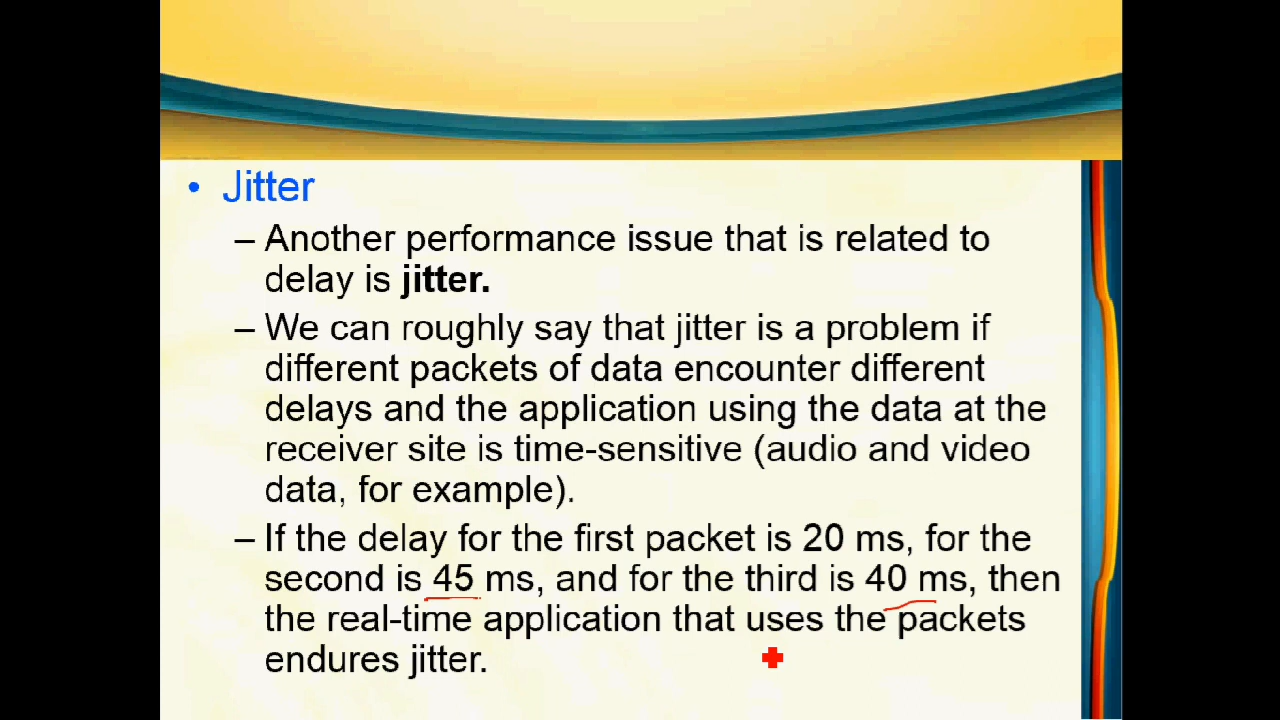 • Jitter
– Another performance issue that is related to
delay is jitter.
– We can roughly say that jitter is a problem if
different packets of data encounter different
delays and the application using the data at the
receiver site is time-sensitive (audio and video
data, for example).
– If the delay for the first packet is 20 ms, for the
second is 45 ms, and for the third is 40 ms, then
the real-time application that uses the packets
endures jitter.